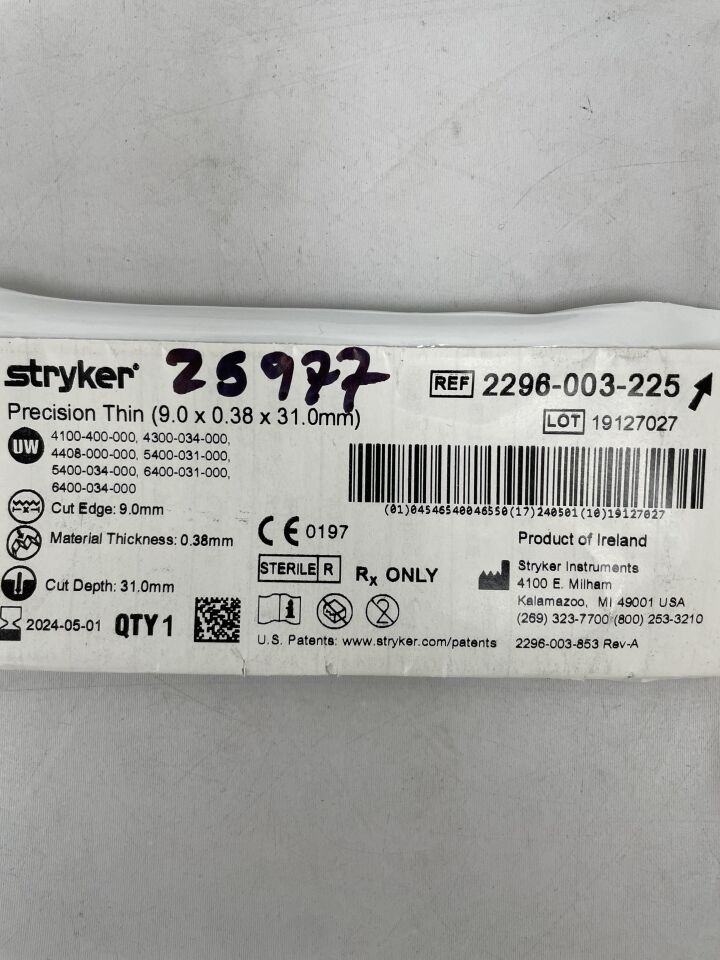 stryker® 25977
REF 2296-003-225
Precision Thin (9.0 x 0.38 x 31.0mm)
LOT 19127027
UW 4100-400-000, 4300-034-000,
4408-000-000, 5400-031-000,
5400-034-000, 6400-031-000,
6400-034-000
(01)04546540046550(17)240501(10)19127027
Cut Edge: 9.0mm
Material Thickness: 0.38mm
Cut Depth: 31.0mm
2024-05-01 QTY 1
CE 0197
STERILE R Rx ONLY
U.S. Patents: www.stryker.com/patents
Product of Ireland
Stryker Instruments
4100 E. Milham
Kalamazoo, MI 49001 USA
(269) 323-7700 (800) 253-3210
2296-003-853 Rev-A